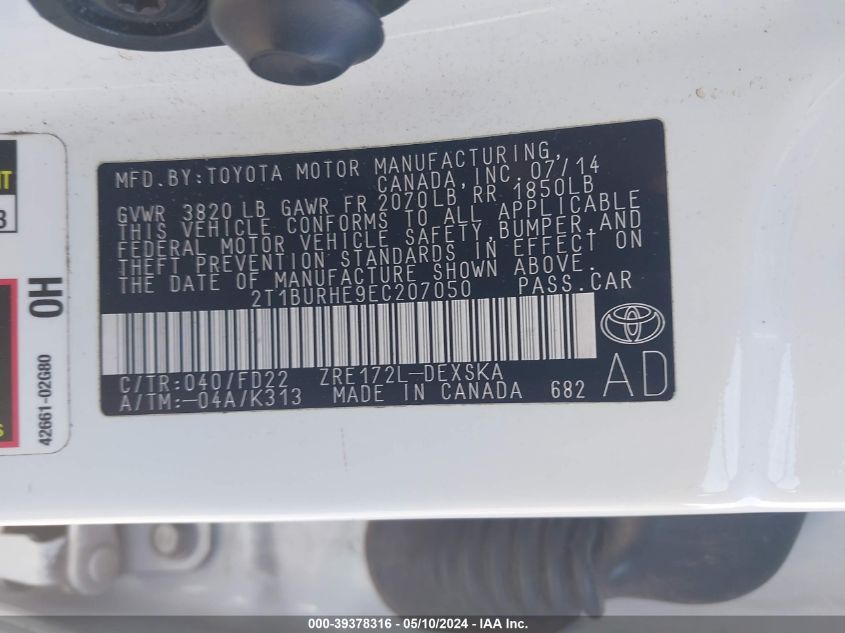 MFD.BY:TOYOTA MOTOR MANUFACTURING,
CANADA,INC. 07/14
GVWR 3820 LB GAWR FR 2070LB RR 1850LB
THIS VEHICLE CONFORMS TO ALL APPLICABLE
FEDERAL MOTOR VEHICLE SAFETY,BUMPER,AND
THEFT PREVENTION STANDARDS IN EFFECT ON
THE DATE OF MANUFACTURE SHOWN ABOVE.
2T1BURHE9EC207050 PASS.CAR
C/TR:040/FD22 ZRE172L-DEXSKA
A/TM:-04A/K313 MADE IN CANADA 682
AD
OH
42661-02G80
000-39378316 - 05/10/2024 - IAA Inc.